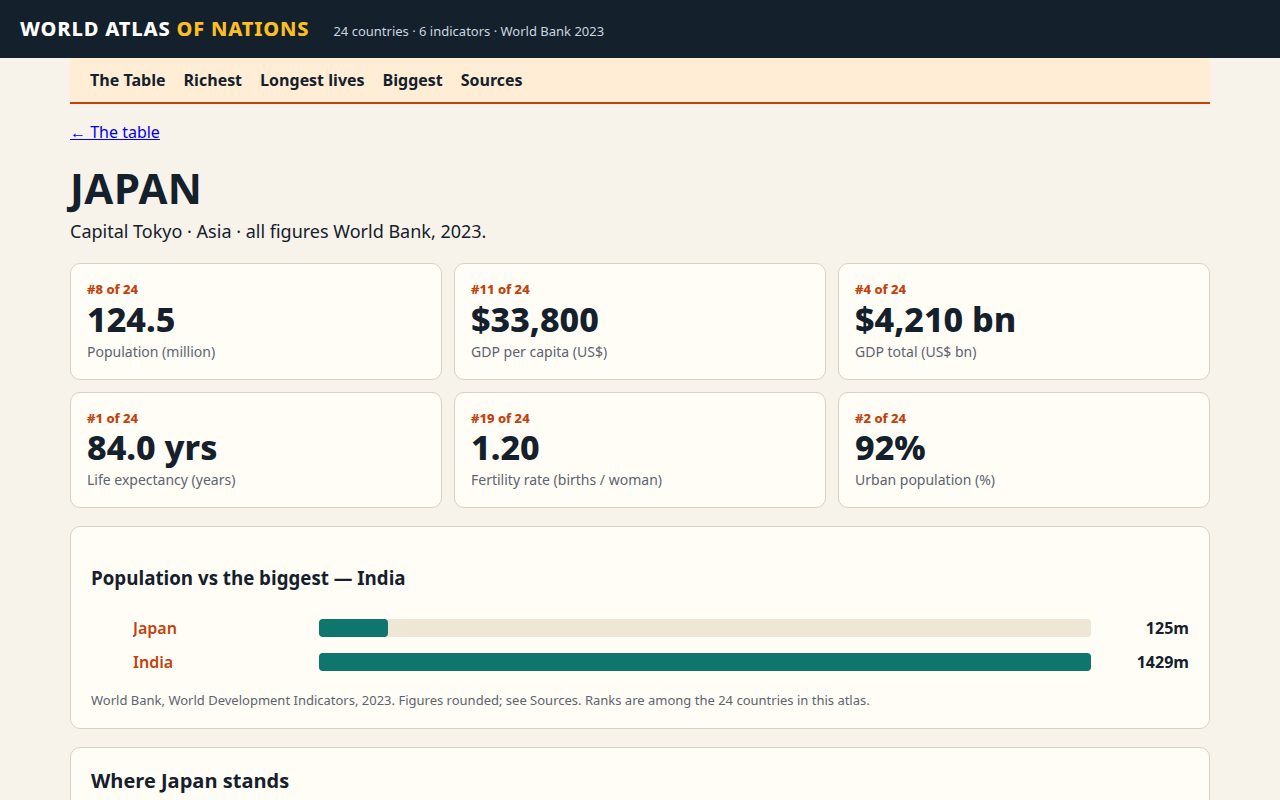 WORLD ATLAS OF NATIONS 24 countries · 6 indicators · World Bank 2023
The Table Richest Longest lives Biggest Sources
← The table
JAPAN
Capital Tokyo · Asia · all figures World Bank, 2023.
#8 of 24
124.5
Population (million)
#11 of 24
$33,800
GDP per capita (US$)
#4 of 24
$4,210 bn
GDP total (US$ bn)
#1 of 24
84.0 yrs
Life expectancy (years)
#19 of 24
1.20
Fertility rate (births / woman)
#2 of 24
92%
Urban population (%)
Population vs the biggest — India
Japan 125m
India 1429m
World Bank, World Development Indicators, 2023. Figures rounded; see Sources. Ranks are among the 24 countries in this atlas.
Where Japan stands